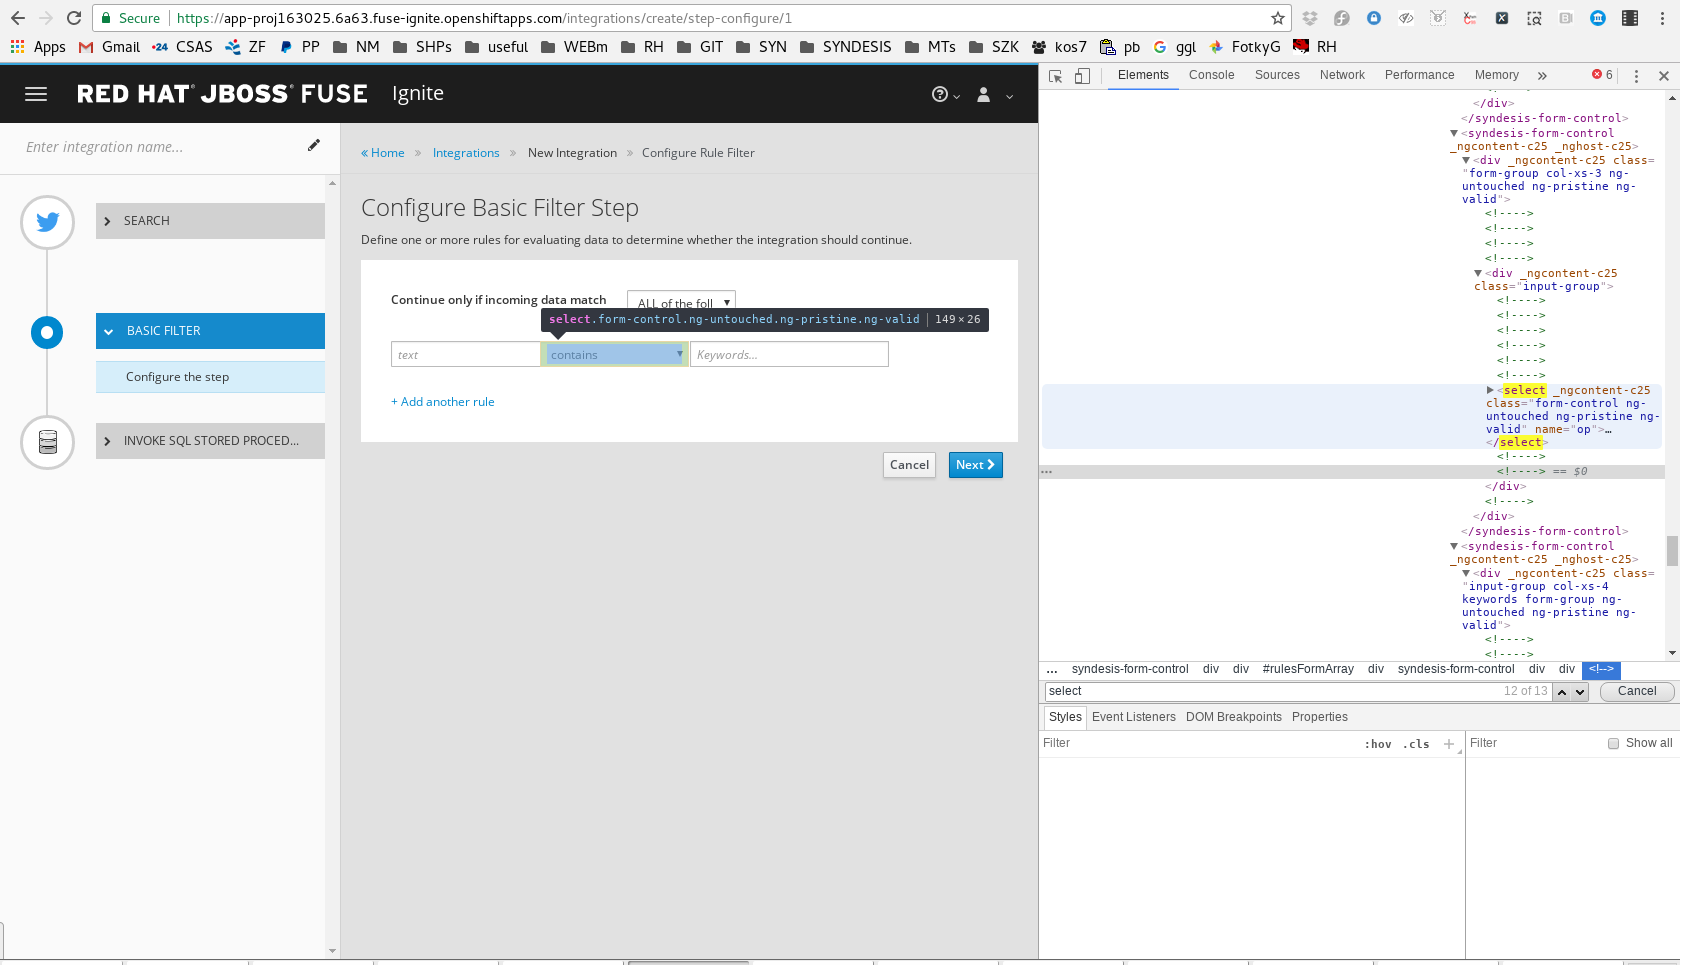 Secure https://app-proj163025.6a63.fuse-ignite.openshiftapps.com/integrations/create/step-configure/1
Apps Gmail CSAS ZF PP NM SHPs useful WEBm RH GIT SYN SYNDESIS MTs SZK kos7 pb ggl FotkyG RH
RED HAT JBOSS FUSE Ignite
Enter integration name...
SEARCH
BASIC FILTER
Configure the step
INVOKE SQL STORED PROCED...
« Home » Integrations » New Integration » Configure Rule Filter
Configure Basic Filter Step
Define one or more rules for evaluating data to determine whether the integration should continue.
Continue only if incoming data match ALL of the foll
select.form-control.ng-untouched.ng-pristine.ng-valid | 149 × 26
text contains Keywords...
+ Add another rule
Cancel Next
Elements Console Sources Network Performance Memory » 6
</div>
</syndesis-form-control>
<syndesis-form-control
_ngcontent-c25 _nghost-c25>
<div _ngcontent-c25 class=
"form-group col-xs-3 ng-
untouched ng-pristine ng-
valid">
<!---->
<!---->
<!---->
<!---->
<div _ngcontent-c25
class="input-group">
<!---->
<!---->
<!---->
<!---->
<!---->
<!---->
<select _ngcontent-c25
class="form-control ng-
untouched ng-pristine ng-
valid" name="op">…
</select>
<!---->
... <!----> == $0
</div>
<!---->
</div>
</syndesis-form-control>
<syndesis-form-control
_ngcontent-c25 _nghost-c25>
<div _ngcontent-c25 class=
"input-group col-xs-4
keywords form-group ng-
untouched ng-pristine ng-
valid">
<!---->
<!---->
... syndesis-form-control div div #rulesFormArray div syndesis-form-control div div <!-->
select 12 of 13 Cancel
Styles Event Listeners DOM Breakpoints Properties
Filter :hov .cls + Filter Show all